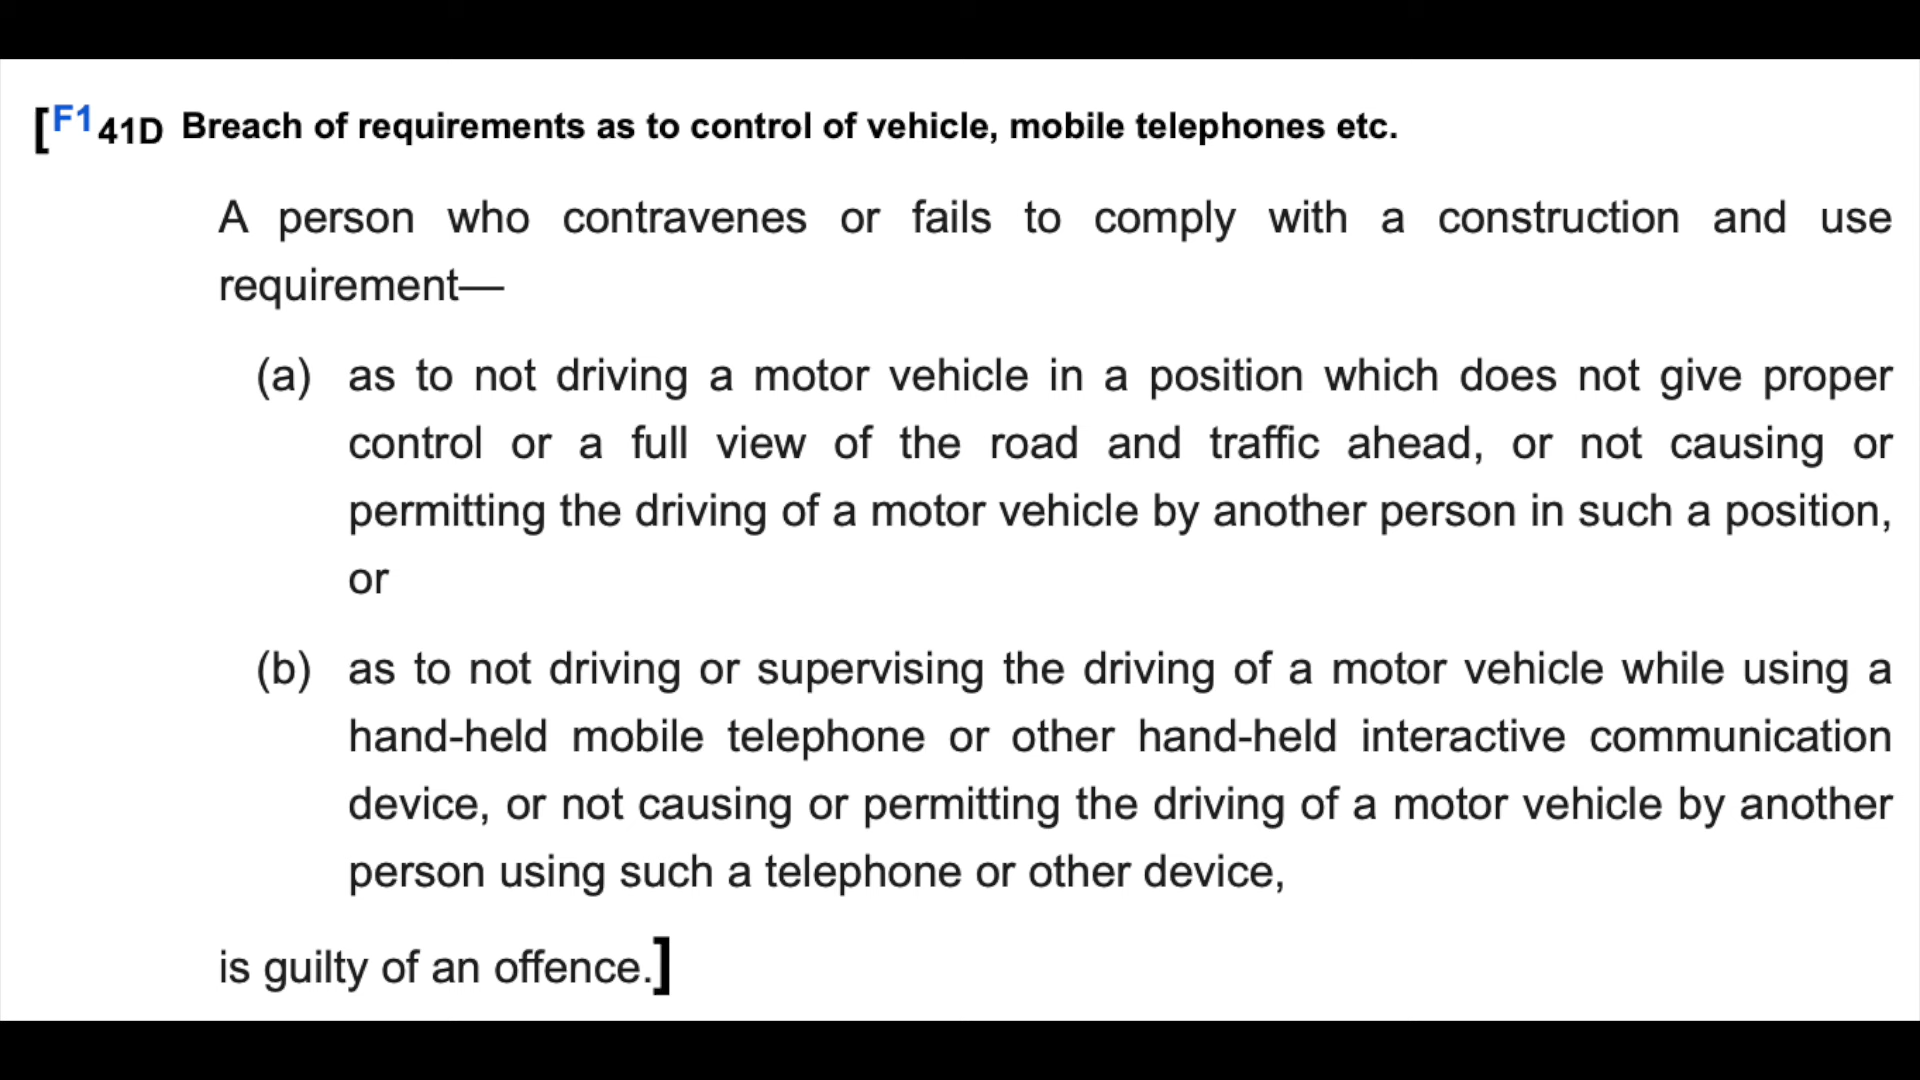 [F1 41D Breach of requirements as to control of vehicle, mobile telephones etc.
A person who contravenes or fails to comply with a construction and use
requirement—
(a) as to not driving a motor vehicle in a position which does not give proper
control or a full view of the road and traffic ahead, or not causing or
permitting the driving of a motor vehicle by another person in such a position,
or
(b) as to not driving or supervising the driving of a motor vehicle while using a
hand-held mobile telephone or other hand-held interactive communication
device, or not causing or permitting the driving of a motor vehicle by another
person using such a telephone or other device,
is guilty of an offence.]